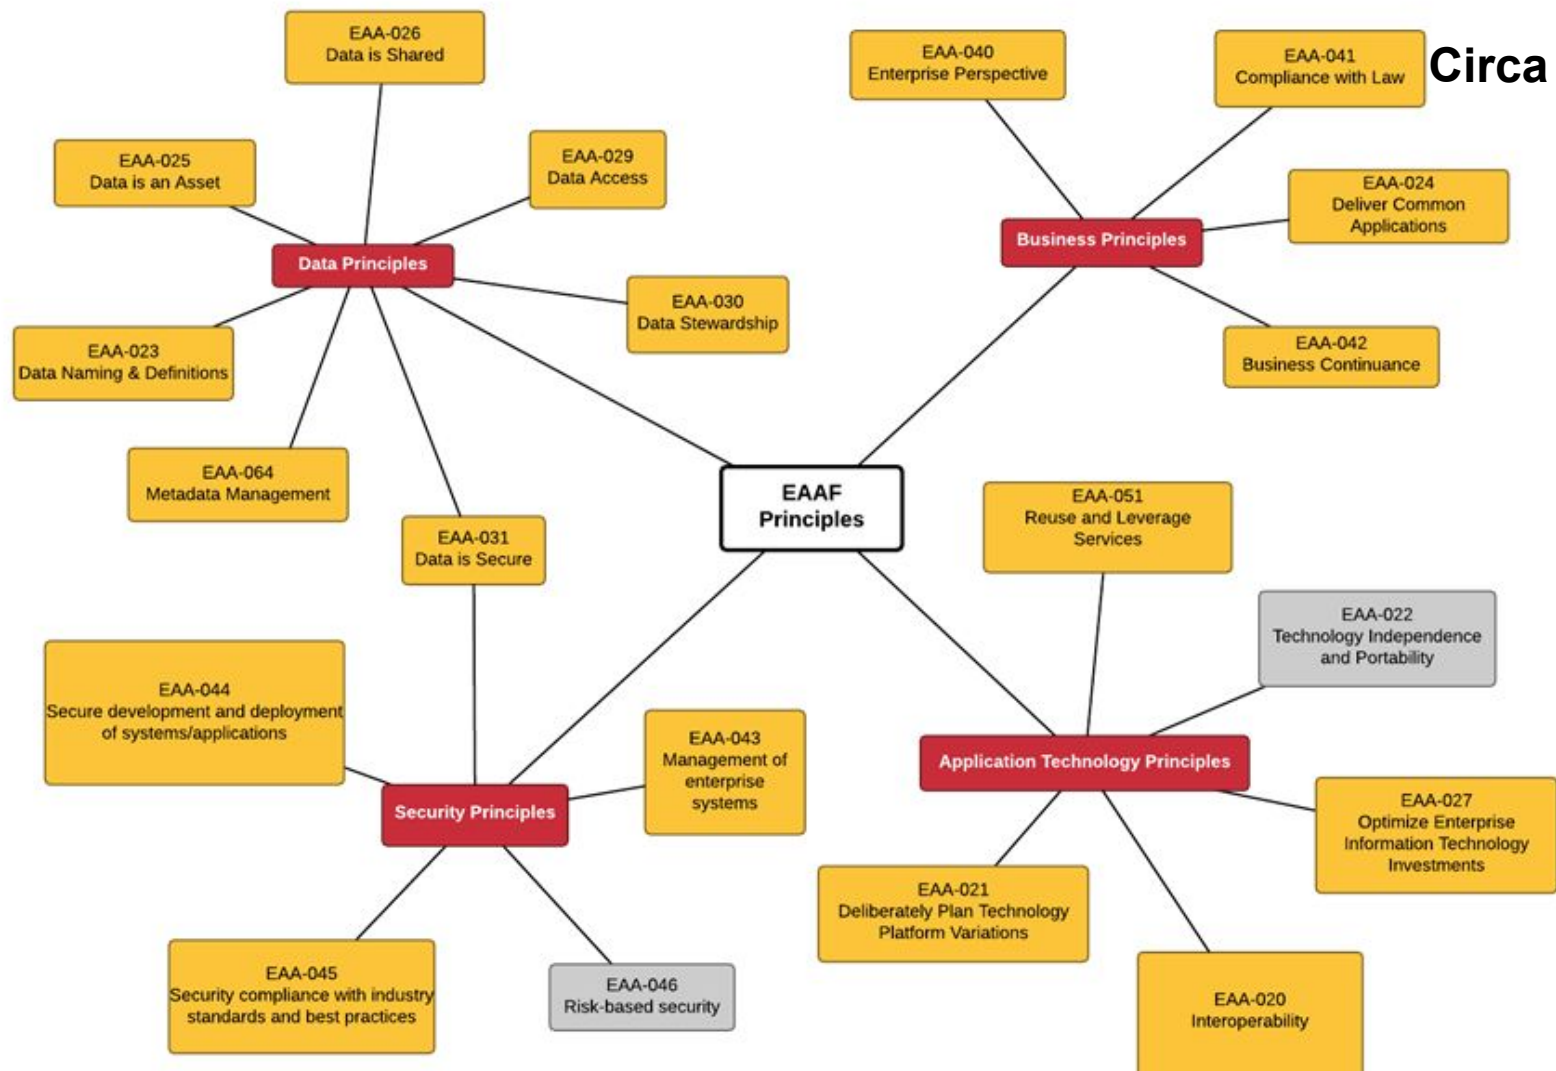 EAA-026
Data is Shared
EAA-040
Enterprise Perspective
EAA-041
Compliance with Law
Circa
EAA-025
Data is an Asset
EAA-029
Data Access
EAA-024
Deliver Common
Applications
Business Principles
Data Principles
EAA-030
Data Stewardship
EAA-023
Data Naming & Definitions
EAA-042
Business Continuance
EAA-064
Metadata Management
EAAF
Principles
EAA-051
Reuse and Leverage
Services
EAA-031
Data is Secure
EAA-022
Technology Independence
and Portability
EAA-044
Secure development and deployment
of systems/applications
EAA-043
Management of
enterprise
systems
Application Technology Principles
Security Principles
EAA-027
Optimize Enterprise
Information Technology
Investments
EAA-021
Deliberately Plan Technology
Platform Variations
EAA-045
Security compliance with industry
standards and best practices
EAA-046
Risk-based security
EAA-020
Interoperability